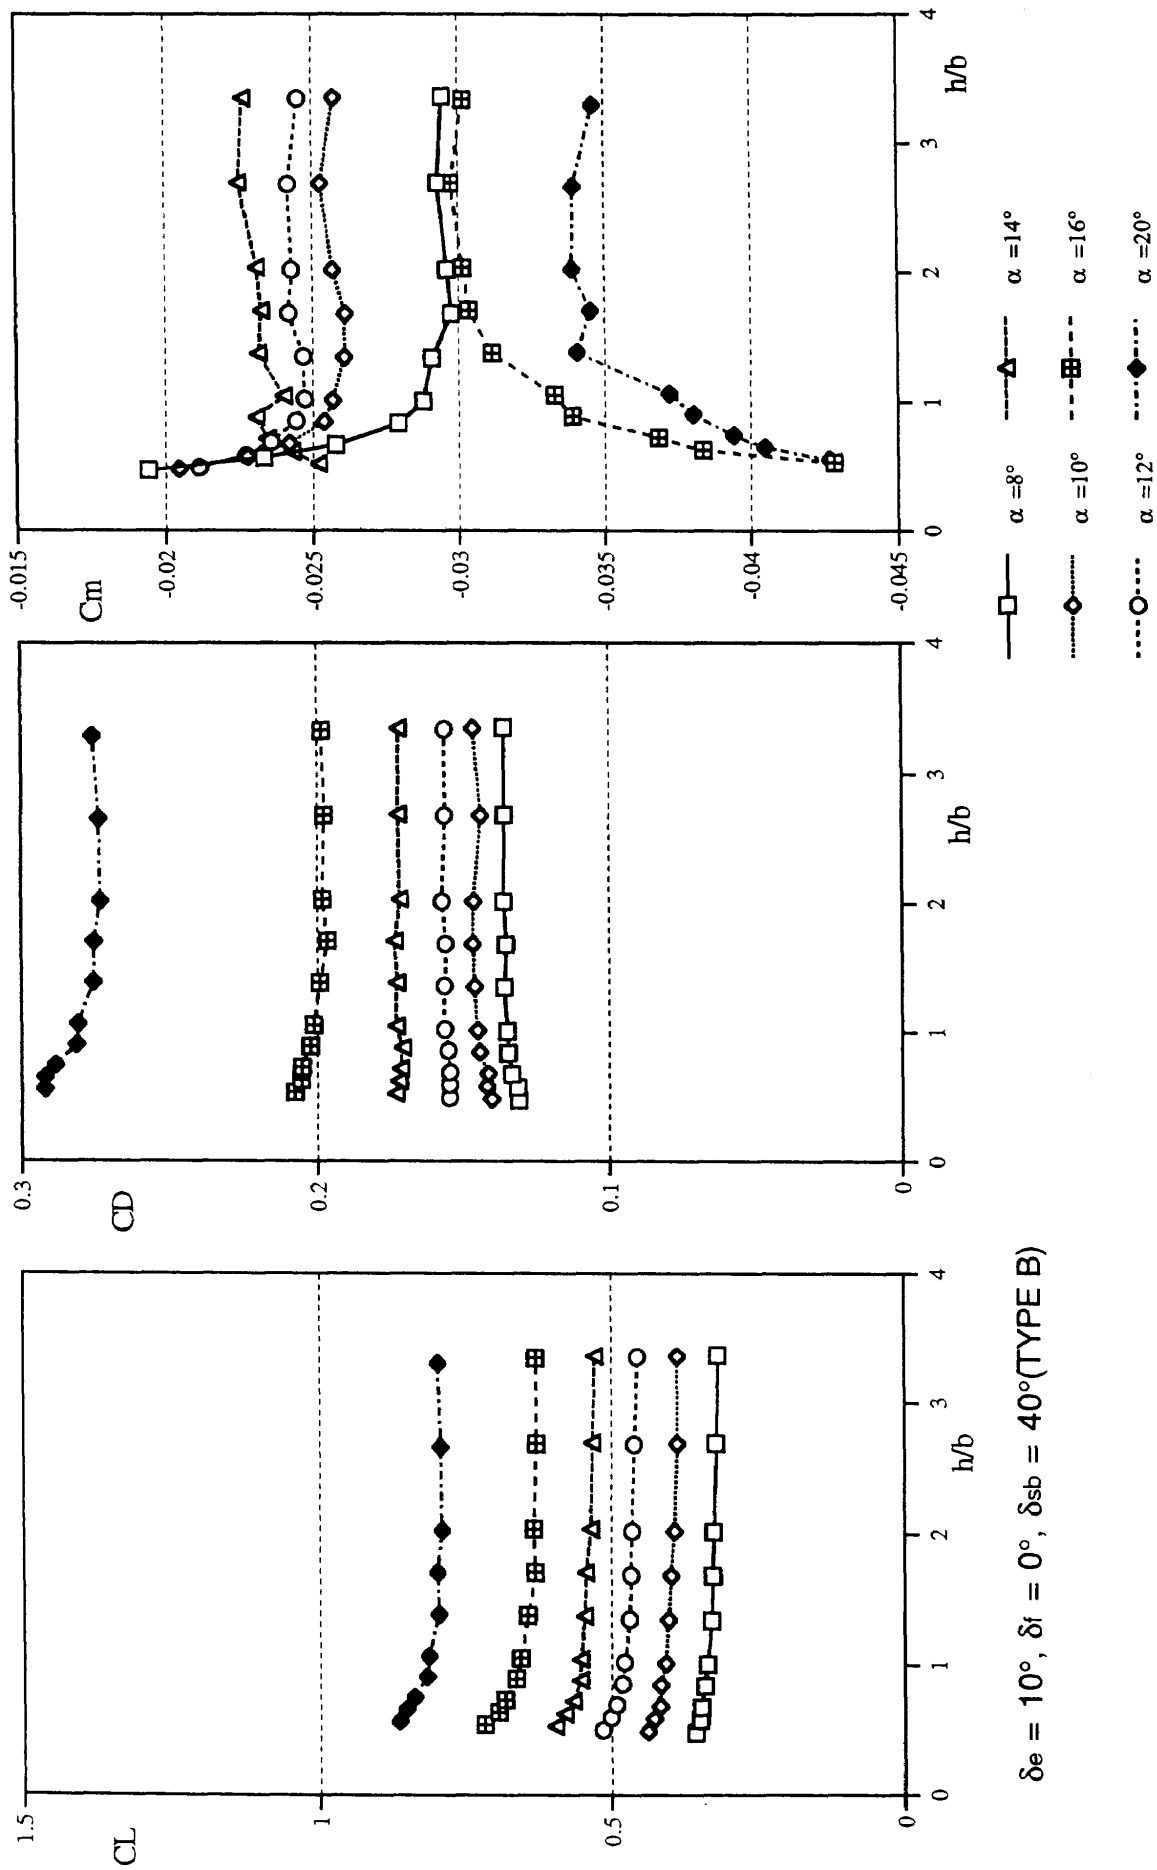 CL
1.5
1
0.5
0
0 1 2 3 4
h/b
CD
0.3
0.2
0.1
0
0 1 2 3 4
h/b
Cm
-0.015
-0.02
-0.025
-0.03
-0.035
-0.04
-0.045
0 1 2 3 4
h/b
α =8° α =14°
α =10° α =16°
α =12° α =20°
δe = 10°, δf = 0°, δsb = 40°(TYPE B)